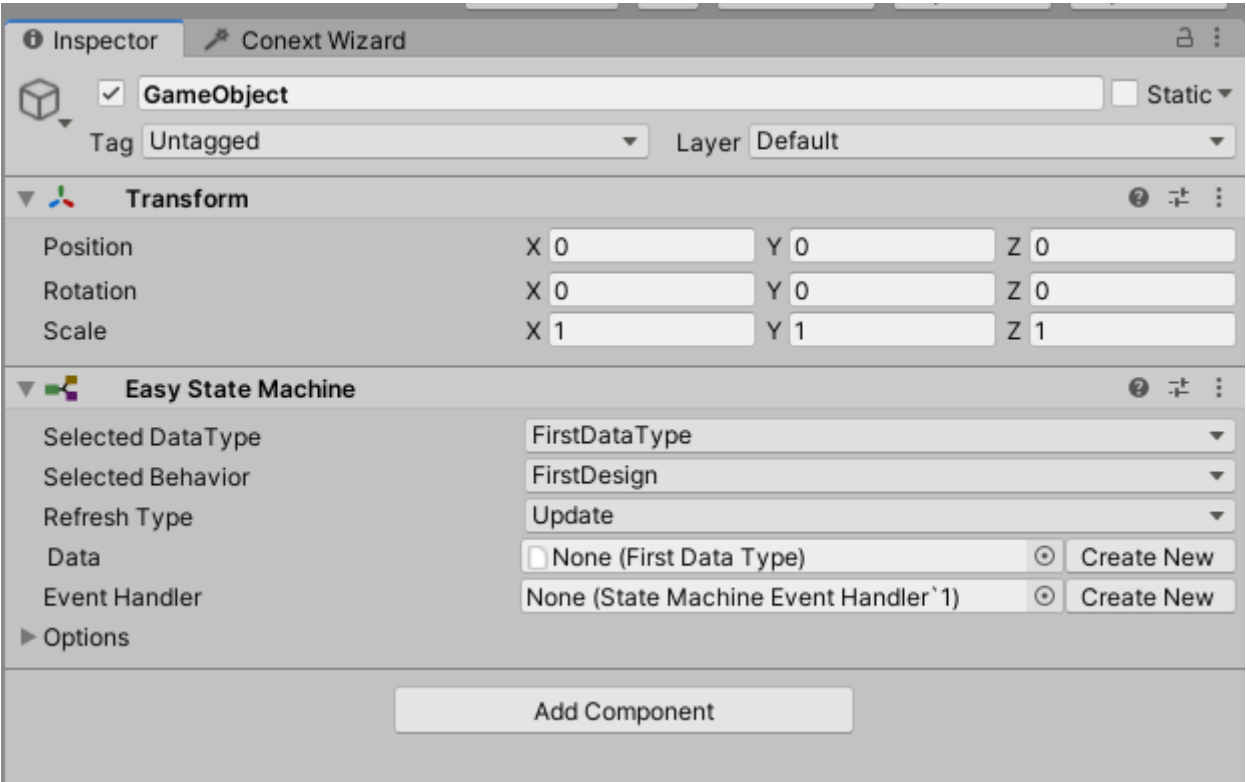 Inspector Conext Wizard
GameObject Static
Tag Untagged Layer Default
Transform
Position X 0 Y 0 Z 0
Rotation X 0 Y 0 Z 0
Scale X 1 Y 1 Z 1
Easy State Machine
Selected DataType FirstDataType
Selected Behavior FirstDesign
Refresh Type Update
Data None (First Data Type) Create New
Event Handler None (State Machine Event Handler`1) Create New
Options
Add Component